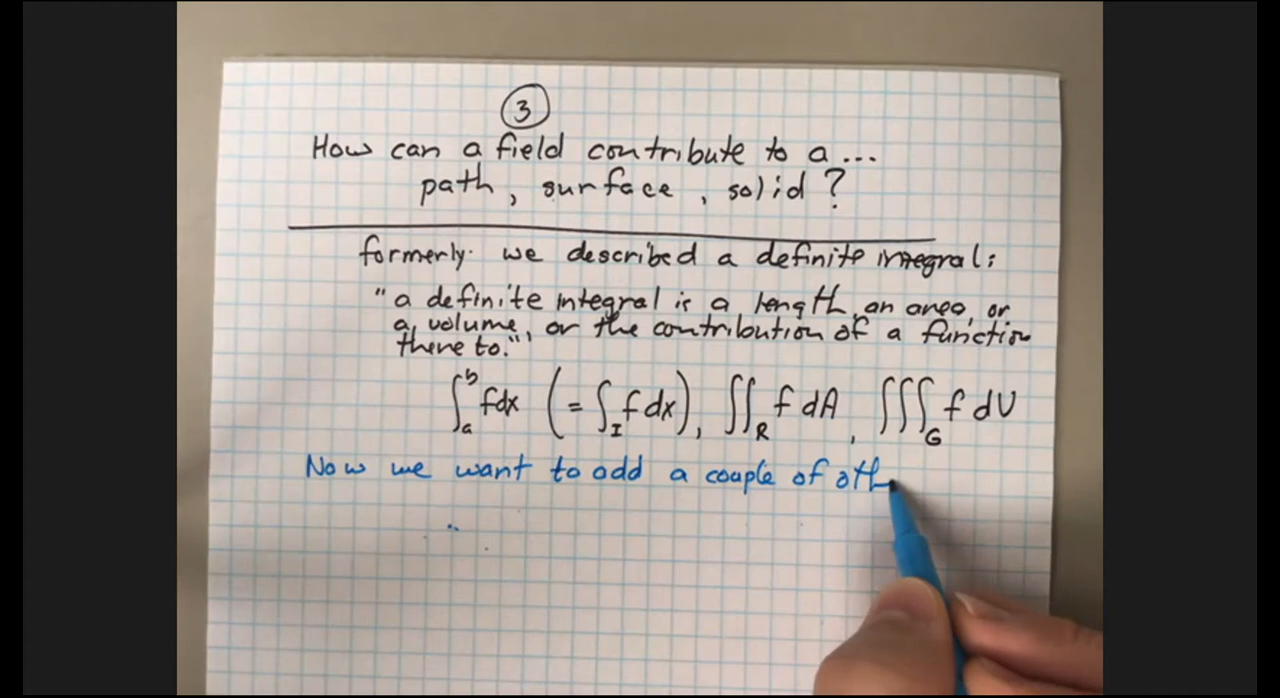 3
How can a field contribute to a ...
path, surface, solid?
formerly we described a definite integral:
"a definite integral is a length, an area, or
a volume, or the contribution of a function
there to."
∫_a^b fdx (= ∫_I f dx), ∬_R f dA, ∭_G f dV
Now we want to add a couple of oth